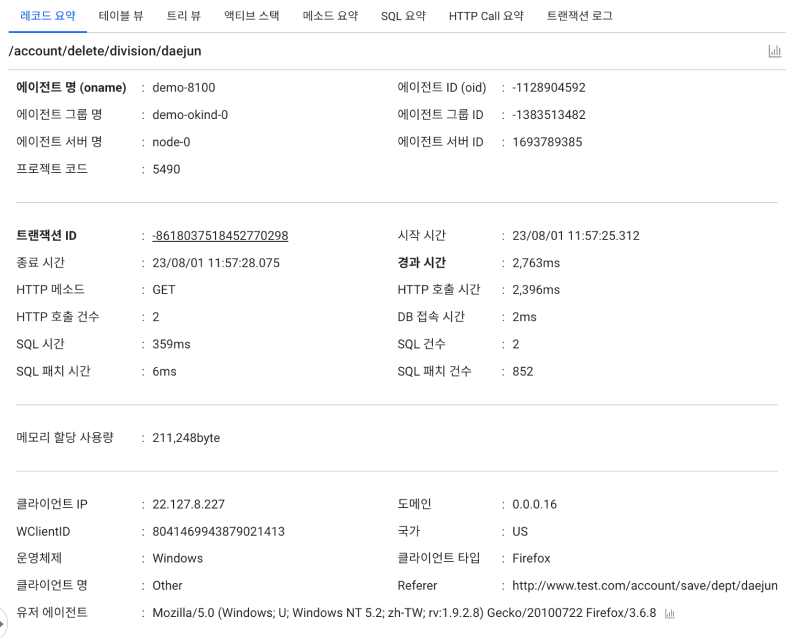 레코드 요약 테이블 뷰 트리 뷰 액티브 스택 메소드 요약 SQL 요약 HTTP Call 요약 트랜잭션 로그
/account/delete/division/daejun
에이전트 명 (oname) : demo-8100 에이전트 ID (oid) : -1128904592
에이전트 그룹 명 : demo-okind-0 에이전트 그룹 ID : -1383513482
에이전트 서버 명 : node-0 에이전트 서버 ID : 1693789385
프로젝트 코드 : 5490
트랜잭션 ID : -8618037518452770298 시작 시간 : 23/08/01 11:57:25.312
종료 시간 : 23/08/01 11:57:28.075 경과 시간 : 2,763ms
HTTP 메소드 : GET HTTP 호출 시간 : 2,396ms
HTTP 호출 건수 : 2 DB 접속 시간 : 2ms
SQL 시간 : 359ms SQL 건수 : 2
SQL 패치 시간 : 6ms SQL 패치 건수 : 852
메모리 할당 사용량 : 211,248byte
클라이언트 IP : 22.127.8.227 도메인 : 0.0.0.16
WClientID : 8041469943879021413 국가 : US
운영체제 : Windows 클라이언트 타입 : Firefox
클라이언트 명 : Other Referer : http://www.test.com/account/save/dept/daejun
유저 에이전트 : Mozilla/5.0 (Windows; U; Windows NT 5.2; zh-TW; rv:1.9.2.8) Gecko/20100722 Firefox/3.6.8